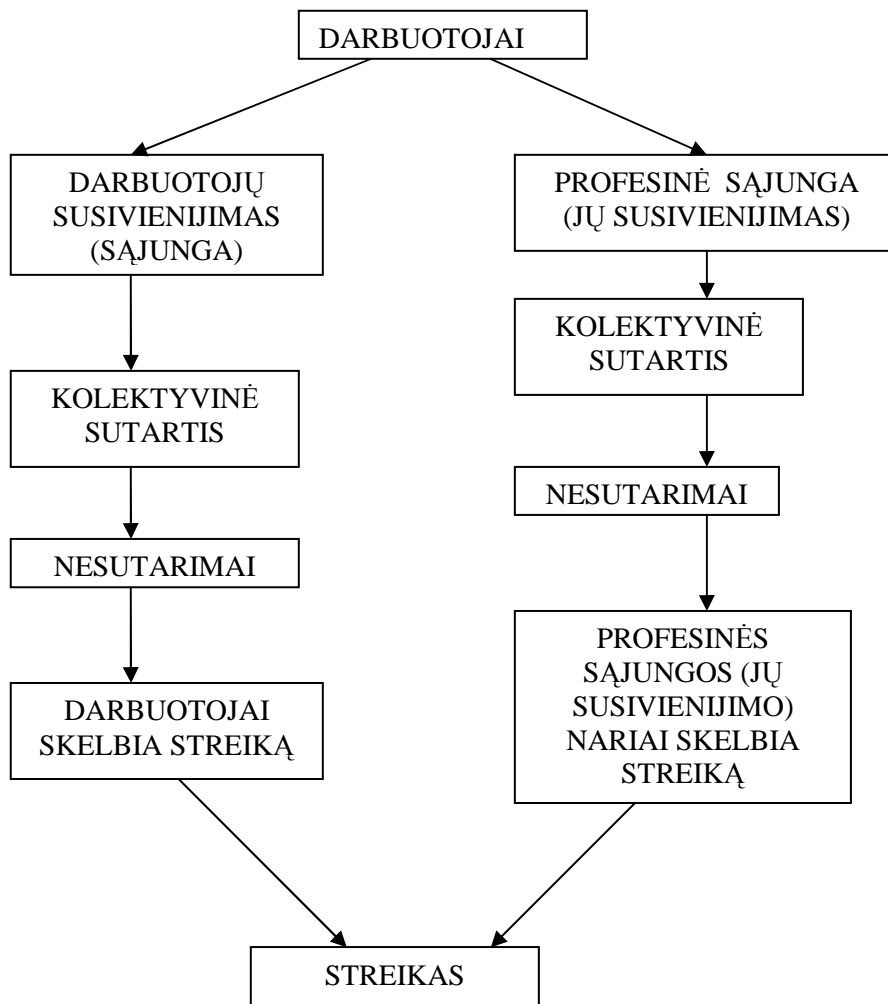 DARBUOTOJAI
DARBUOTOJŲ
SUSIVIENIJIMAS
(SĄJUNGA)
KOLEKTYVINĖ
SUTARTIS
NESUTARIMAI
DARBUOTOJAI
SKELBIA STREIKĄ
PROFESINĖ SĄJUNGA
(JŲ SUSIVIENIJIMAS)
KOLEKTYVINĖ
SUTARTIS
NESUTARIMAI
PROFESINĖS
SĄJUNGOS (JŲ
SUSIVIENIJIMO)
NARIAI SKELBIA
STREIKĄ
STREIKAS